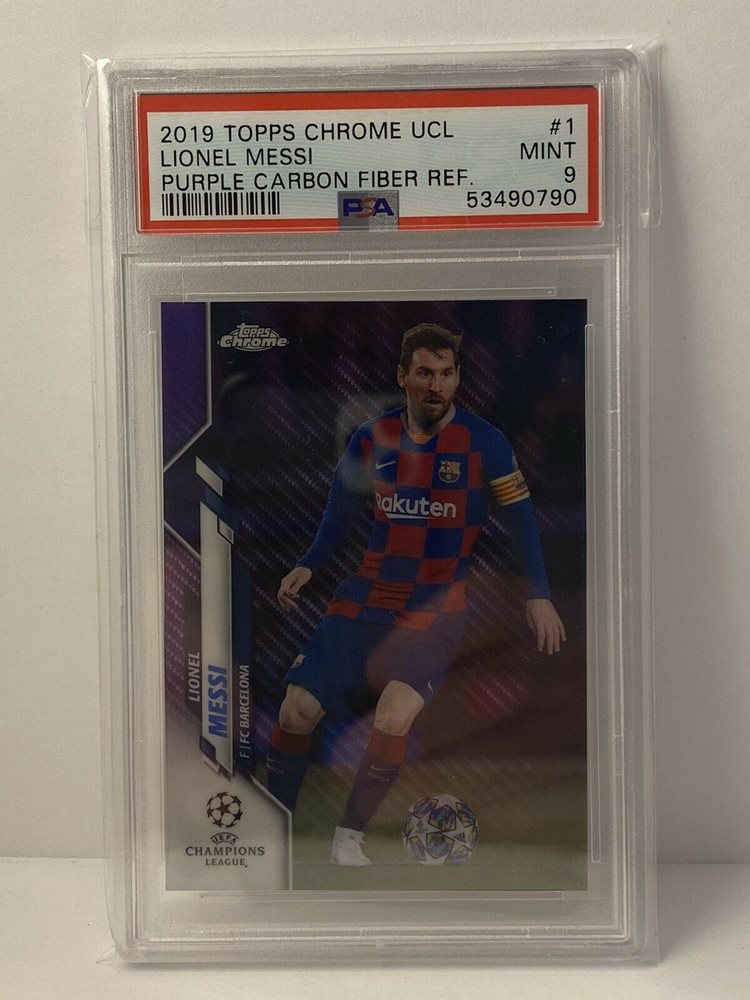 2019 TOPPS CHROME UCL #1
LIONEL MESSI MINT
PURPLE CARBON FIBER REF. 9
PSA 53490790
Topps
Chrome
Rakuten
LIONEL
MESSI
F | FC BARCELONA
UEFA
CHAMPIONS
LEAGUE